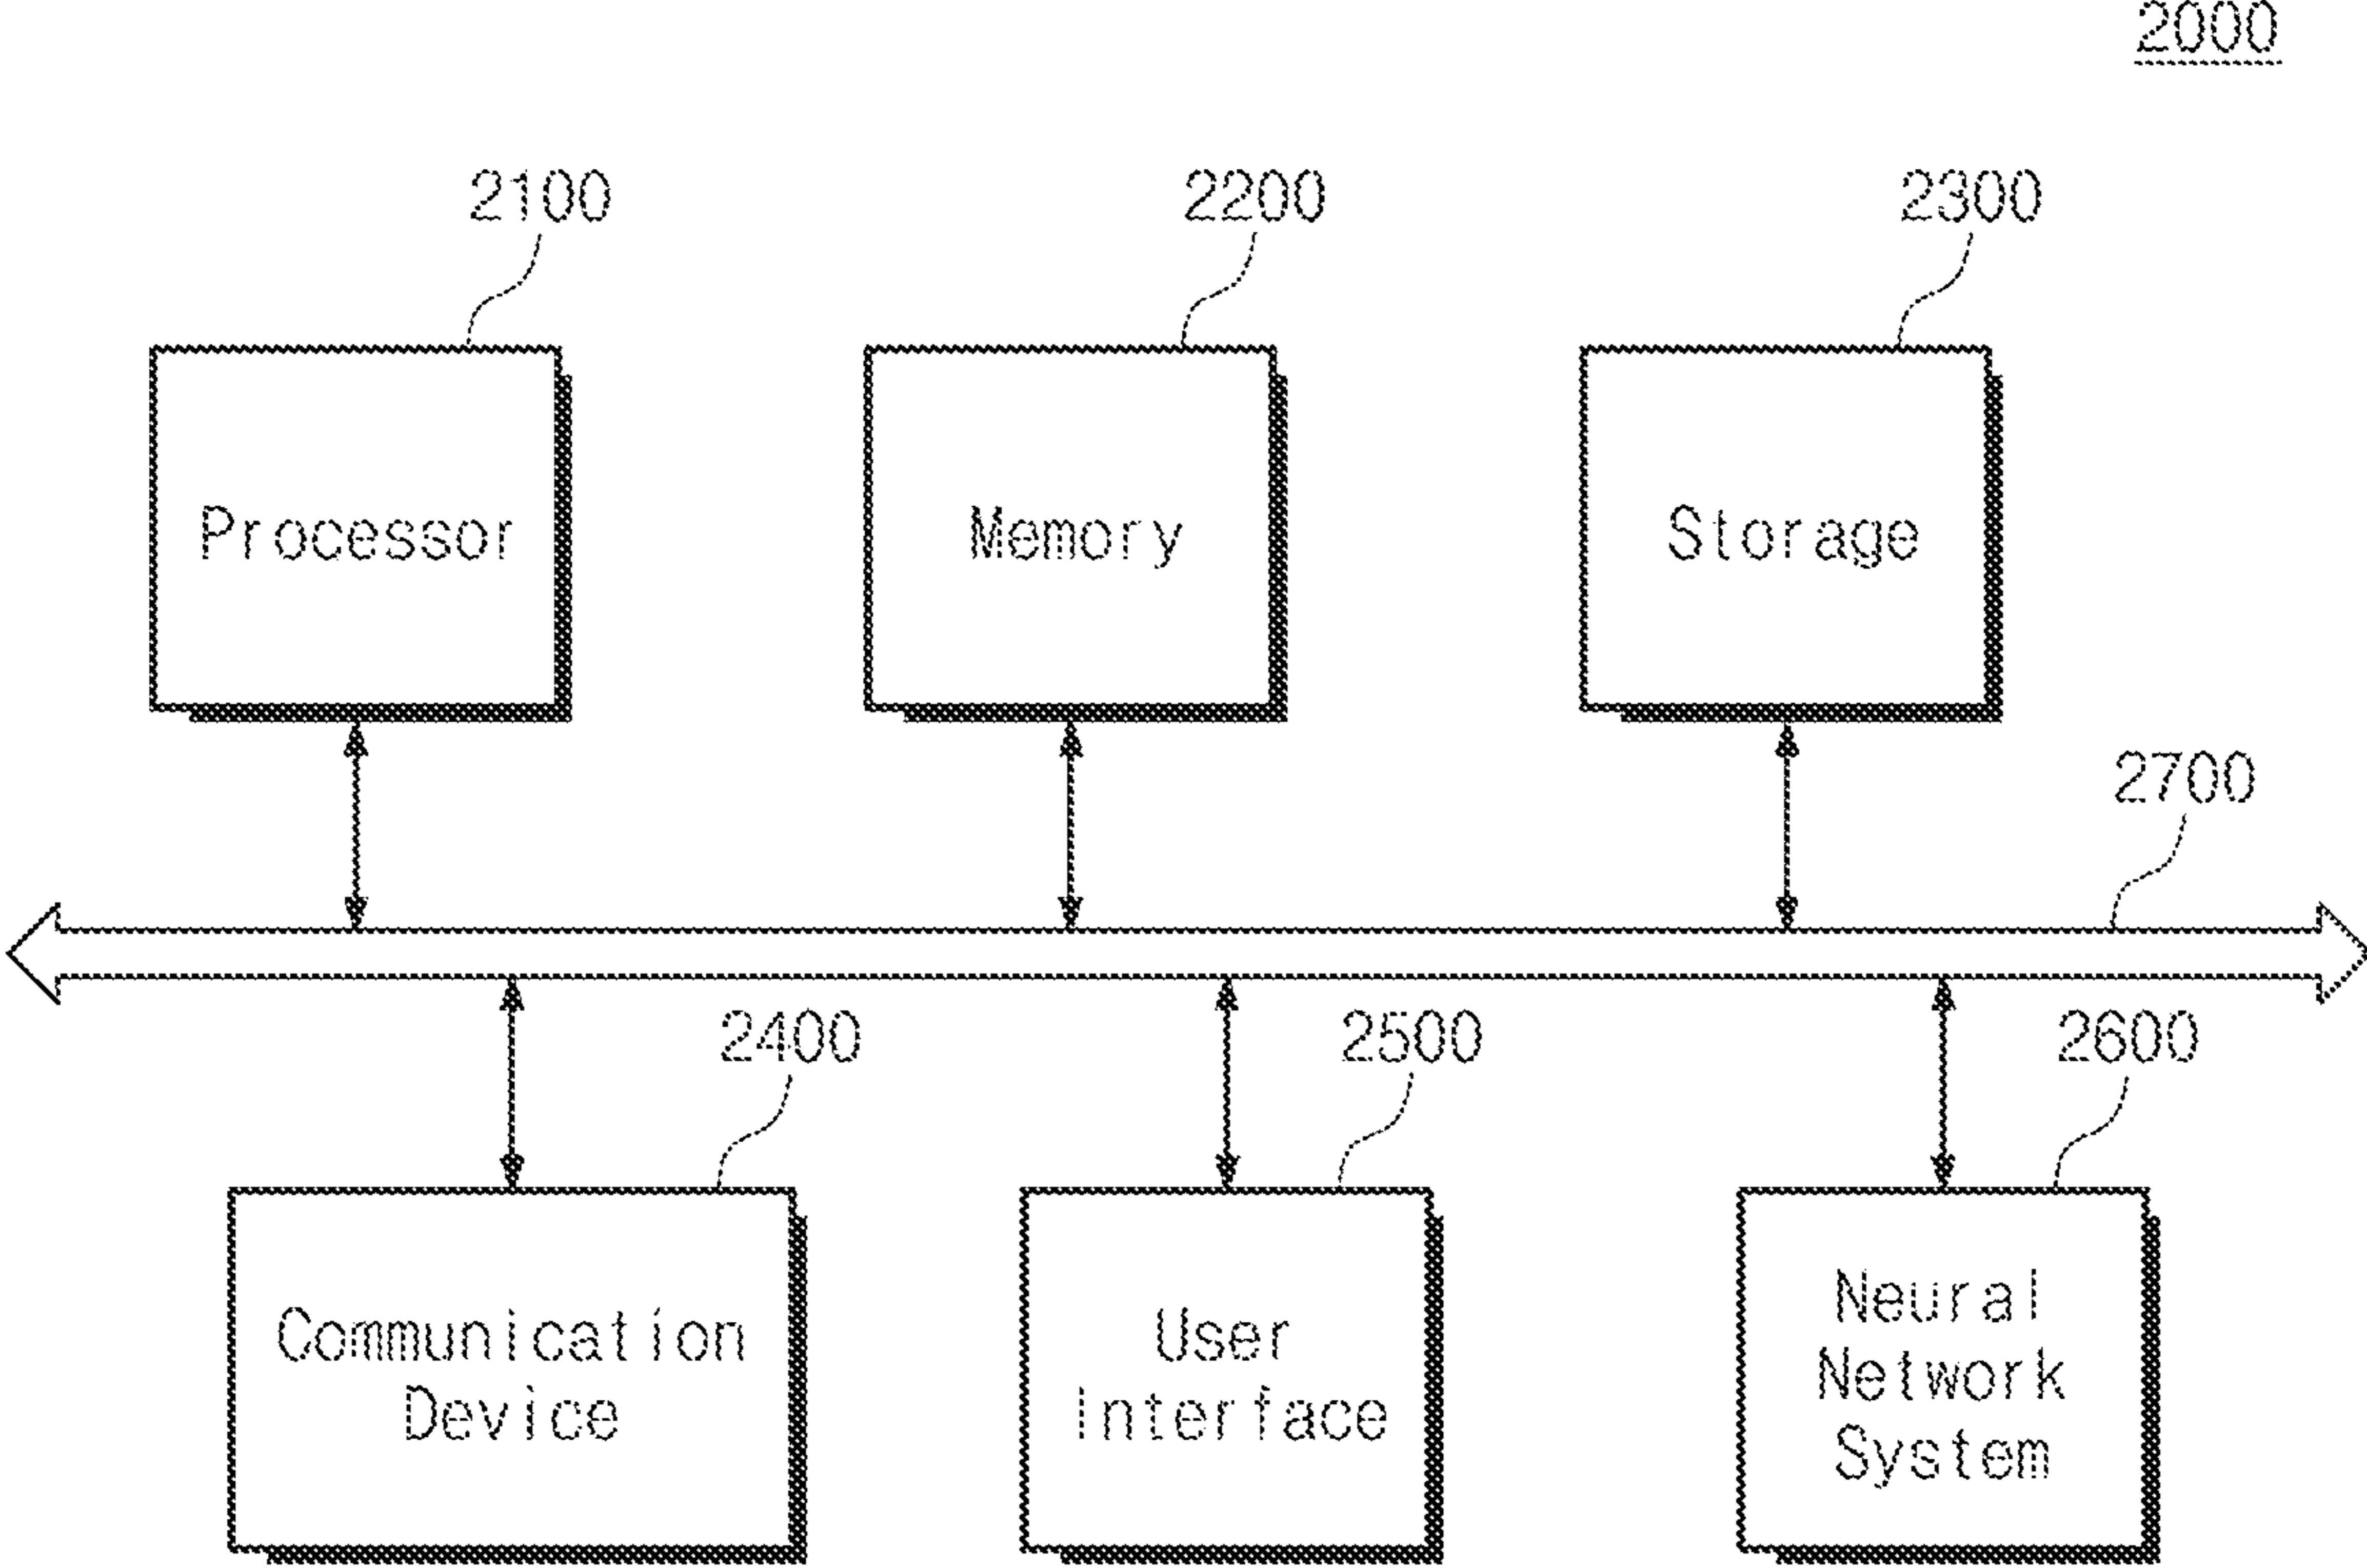 2000
2100
2200
2300
Processor
Memory
Storage
2700
2400
2500
2600
Communication
Device
User
Interface
Neural
Network
System